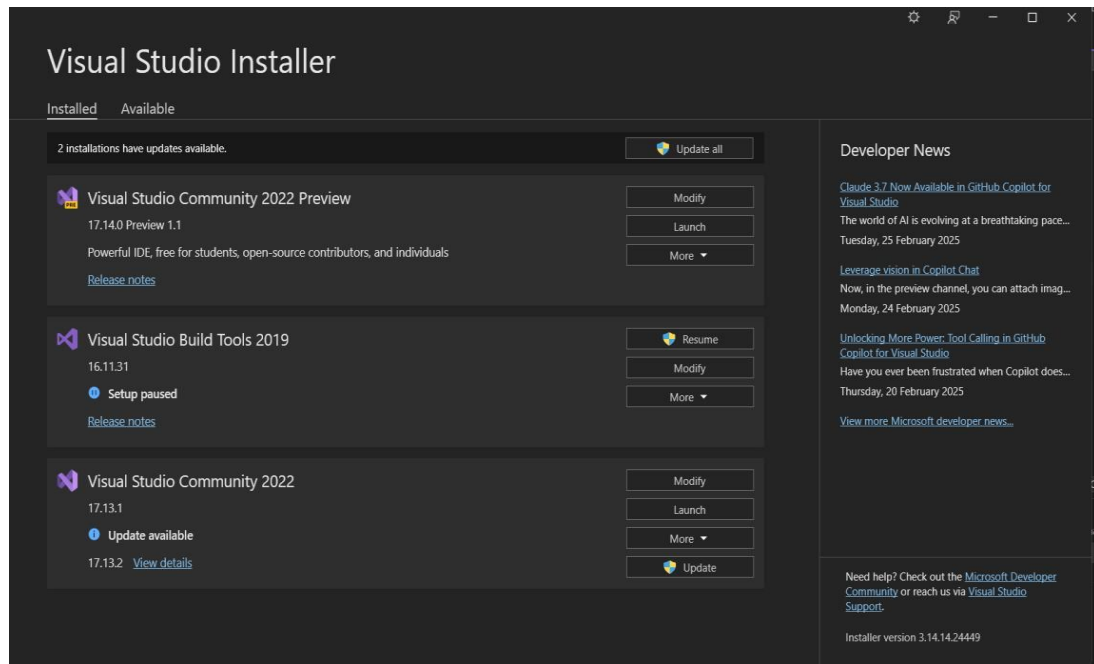 Visual Studio Installer
Installed Available
2 installations have updates available.
Update all
PRE
Visual Studio Community 2022 Preview
17.14.0 Preview 1.1
Powerful IDE, free for students, open-source contributors, and individuals
Release notes
Modify
Launch
More
Visual Studio Build Tools 2019
16.11.31
Setup paused
Release notes
Resume
Modify
More
Visual Studio Community 2022
17.13.1
Update available
17.13.2 View details
Modify
Launch
More
Update
Developer News
Claude 3.7 Now Available in GitHub Copilot for
Visual Studio
The world of AI is evolving at a breathtaking pace...
Tuesday, 25 February 2025
Leverage vision in Copilot Chat
Now, in the preview channel, you can attach imag...
Monday, 24 February 2025
Unlocking More Power: Tool Calling in GitHub
Copilot for Visual Studio
Have you ever been frustrated when Copilot does...
Thursday, 20 February 2025
View more Microsoft developer news...
Need help? Check out the Microsoft Developer
Community or reach us via Visual Studio
Support.
Installer version 3.14.14.24449